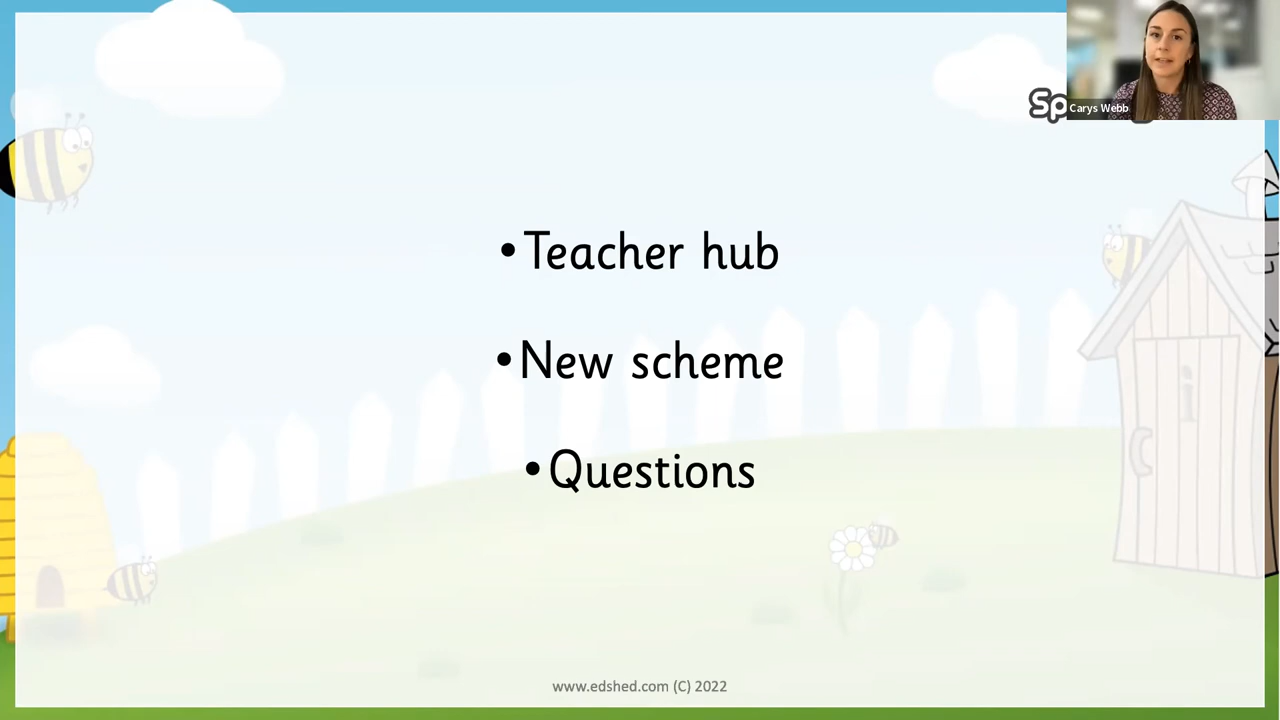 Sp
Carys Webb
•Teacher hub
•New scheme
•Questions
www.edshed.com (C) 2022